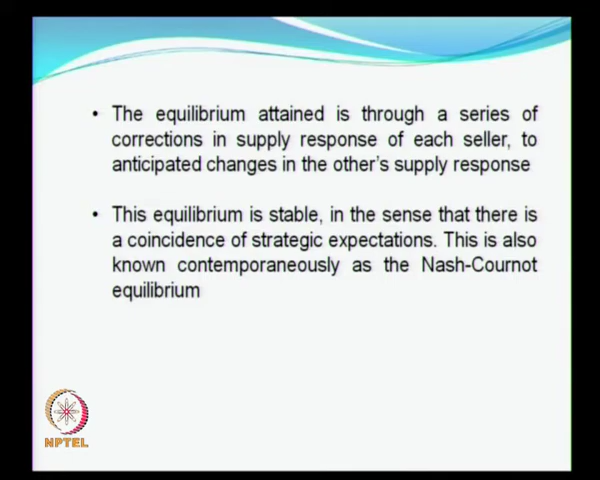 • The equilibrium attained is through a series of
corrections in supply response of each seller, to
anticipated changes in the other's supply response
• This equilibrium is stable, in the sense that there is
a coincidence of strategic expectations. This is also
known contemporaneously as the Nash-Cournot
equilibrium
NPTEL